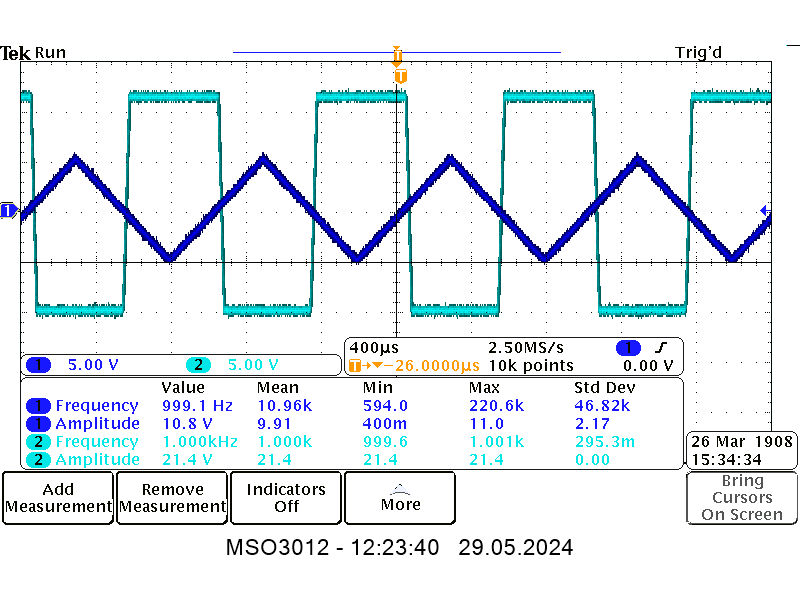 Tek Run Trig'd
T
T
1
400µs 2.50MS/s 1
1 5.00 V 2 5.00 V T→▼−26.0000µs 10k points 0.00 V
Value Mean Min Max Std Dev
1 Frequency 999.1 Hz 10.96k 594.0 220.6k 46.82k
1 Amplitude 10.8 V 9.91 400m 11.0 2.17
2 Frequency 1.000kHz 1.000k 999.6 1.001k 295.3m
2 Amplitude 21.4 V 21.4 21.4 21.4 0.00
26 Mar 1908
15:34:34
Add
Measurement
Remove
Measurement
Indicators
Off
More
Bring
Cursors
On Screen
MSO3012 - 12:23:40 29.05.2024